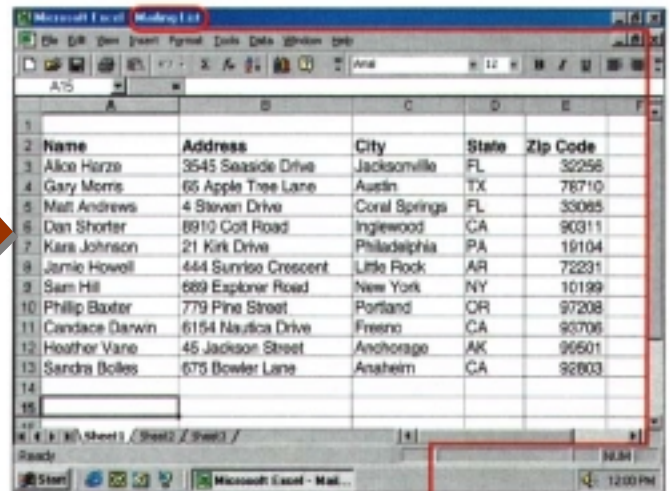 Microsoft Excel - Mailing List
File Edit View Insert Format Tools Data Window Help
Arial 12 B I U
A15 =
A B C D E F
1
2 Name Address City State Zip Code
3 Alice Harze 3545 Seaside Drive Jacksonville FL 32256
4 Gary Morris 65 Apple Tree Lane Austin TX 78710
5 Matt Andrews 4 Steven Drive Coral Springs FL 33065
6 Dan Shorter 8910 Colt Road Inglewood CA 90311
7 Kara Johnson 21 Kirk Drive Philadelphia PA 19104
8 Jamie Howell 444 Sunrise Crescent Little Rock AR 72231
9 Sam Hill 689 Explorer Road New York NY 10199
10 Phillip Baxter 779 Pine Street Portland OR 97208
11 Candace Darwin 6154 Nautica Drive Fresno CA 93706
12 Heather Vane 45 Jackson Street Anchorage AK 99501
13 Sandra Bolles 675 Bowler Lane Anaheim CA 92803
14
15
Sheet1 Sheet2 Sheet3
Ready NUM
Start Microsoft Excel - Mail... 12:00 PM